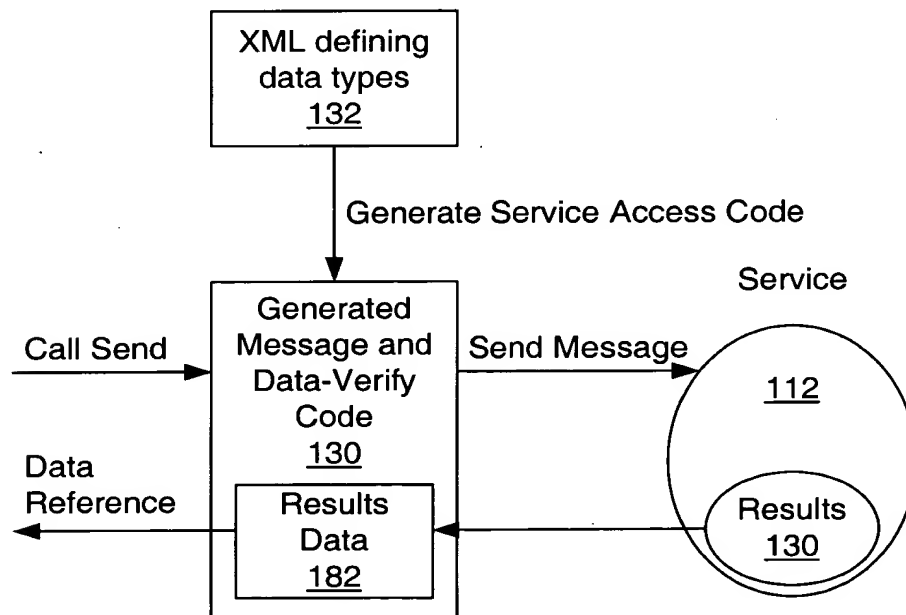 XML defining
data types
132
Generate Service Access Code
Service
Generated
Message and
Data-Verify
Code
130
Call Send
Send Message
112
Data
Reference
Results
Data
182
Results
130